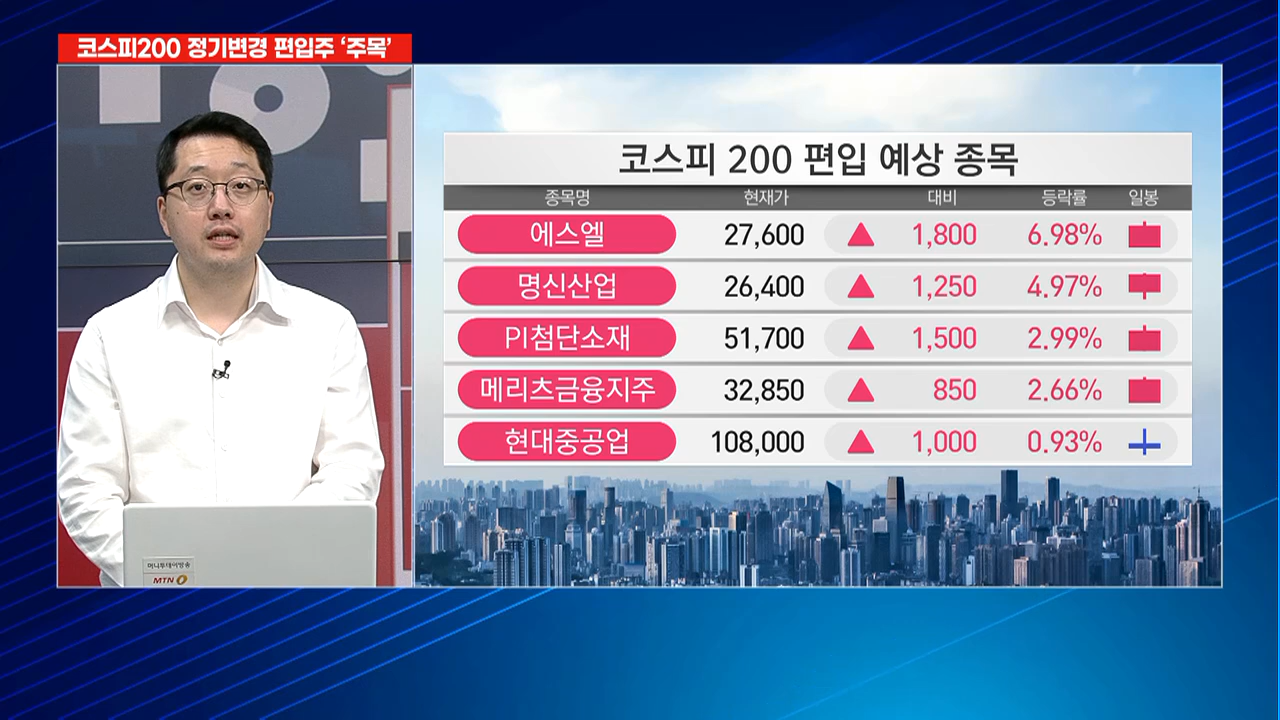 코스피200 정기변경 편입주 ‘주목’
코스피 200 편입 예상 종목
종목명 현재가 대비 등락률 일봉
에스엘 27,600 ▲ 1,800 6.98%
명신산업 26,400 ▲ 1,250 4.97%
PI첨단소재 51,700 ▲ 1,500 2.99%
메리츠금융지주 32,850 ▲ 850 2.66%
현대중공업 108,000 ▲ 1,000 0.93%
머니투데이방송
MTN